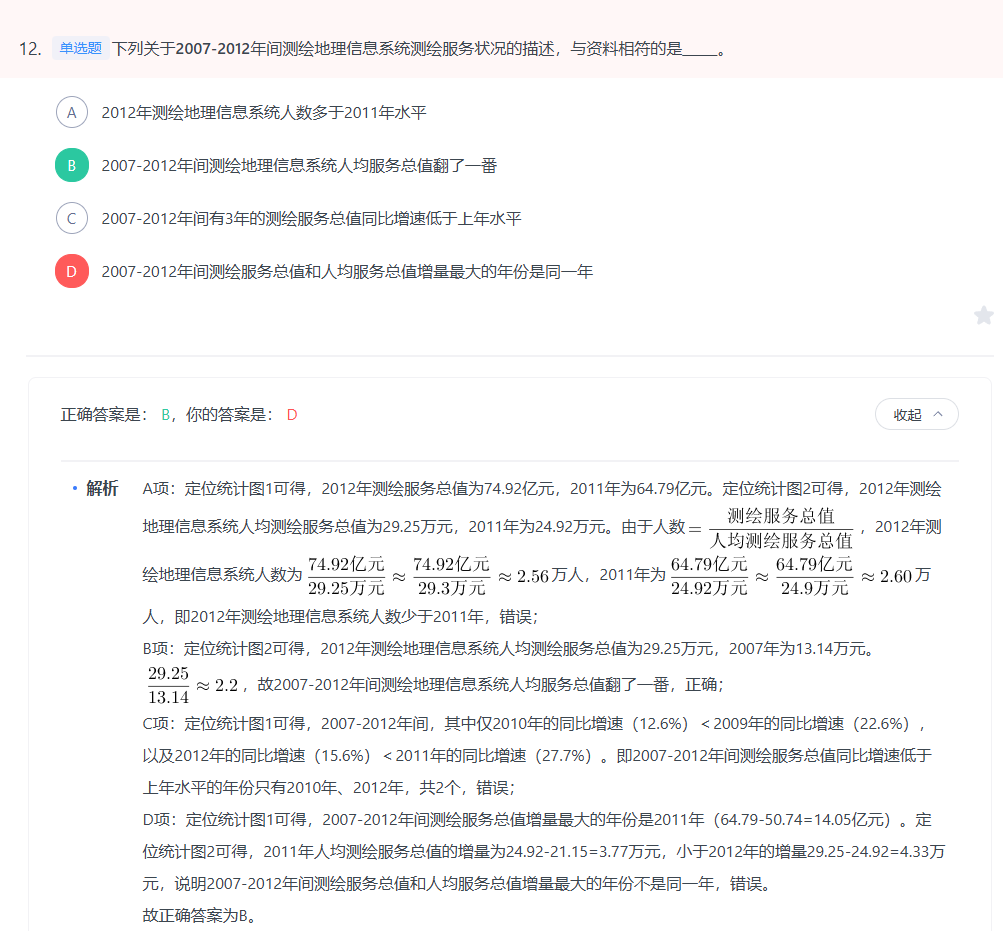 12. 单选题 下列关于2007-2012年间测绘地理信息系统测绘服务状况的描述，与资料相符的是_____。
A 2012年测绘地理信息系统人数多于2011年水平
B 2007-2012年间测绘地理信息系统人均服务总值翻了一番
C 2007-2012年间有3年的测绘服务总值同比增速低于上年水平
D 2007-2012年间测绘服务总值和人均服务总值增量最大的年份是同一年
正确答案是： B，你的答案是： D
收起
• 解析 A项：定位统计图1可得，2012年测绘服务总值为74.92亿元，2011年为64.79亿元。定位统计图2可得，2012年测绘
地理信息系统人均测绘服务总值为29.25万元，2011年为24.92万元。由于人数 = 测绘服务总值/人均测绘服务总值 ，2012年测
绘地理信息系统人数为 74.92亿元/29.25万元 ≈ 74.92亿元/29.3万元 ≈ 2.56万人，2011年为 64.79亿元/24.92万元 ≈ 64.79亿元/24.9万元 ≈ 2.60万
人，即2012年测绘地理信息系统人数少于2011年，错误；
B项：定位统计图2可得，2012年测绘地理信息系统人均测绘服务总值为29.25万元，2007年为13.14万元。
29.25/13.14 ≈ 2.2 ，故2007-2012年间测绘地理信息系统人均服务总值翻了一番，正确；
C项：定位统计图1可得，2007-2012年间，其中仅2010年的同比增速（12.6%）＜2009年的同比增速（22.6%），
以及2012年的同比增速（15.6%）＜2011年的同比增速（27.7%）。即2007-2012年间测绘服务总值同比增速低于
上年水平的年份只有2010年、2012年，共2个，错误；
D项：定位统计图1可得，2007-2012年间测绘服务总值增量最大的年份是2011年（64.79-50.74=14.05亿元）。定
位统计图2可得，2011年人均测绘服务总值的增量为24.92-21.15=3.77万元，小于2012年的增量29.25-24.92=4.33万
元，说明2007-2012年间测绘服务总值和人均服务总值增量最大的年份不是同一年，错误。
故正确答案为B。